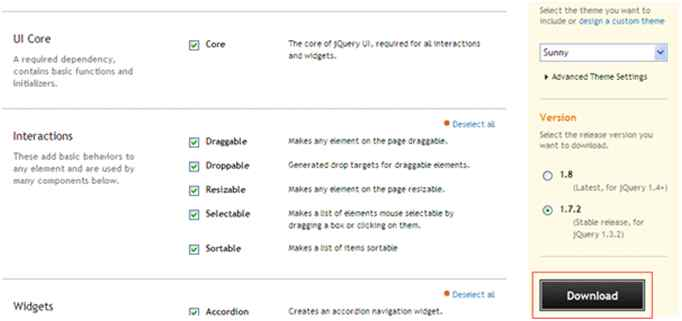 UI Core
A required dependency,
contains basic functions and
initializers.
Core
The core of jQuery UI, required for all interactions
and widgets.
Deselect all
Interactions
These add basic behaviors to
any element and are used by
many components below.
Draggable
Makes any element on the page draggable.
Droppable
Generated drop targets for draggable elements.
Resizable
Makes any element on the page resizable.
Selectable
Makes a list of elements mouse selectable by
dragging a box or clicking on them.
Sortable
Makes a list of items sortable
Deselect all
Widgets
Accordion
Creates an accordion navigation widget.
Select the theme you want to
include or design a custom theme
Sunny
Advanced Theme Settings
Version
Select the release version you
want to download.
1.8
(Latest, for jQuery 1.4+)
1.7.2
(Stable release, for
jQuery 1.3.2)
Download